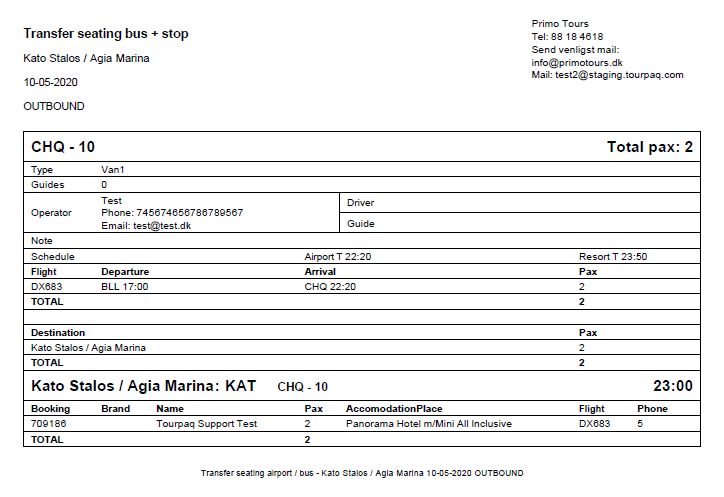 Transfer seating bus + stop
Kato Stalos / Agia Marina
10-05-2020
OUTBOUND
Primo Tours
Tel: 88 18 4618
Send venligst mail:
info@primotours.dk
Mail: test2@staging.tourpaq.com
CHQ - 10 Total pax: 2
Type Van1
Guides 0
Operator Test
Phone: 745674656786789567
Email: test@test.dk
Driver
Guide
Note
Schedule Airport T 22:20 Resort T 23:50
Flight Departure Arrival Pax
DX683 BLL 17:00 CHQ 22:20 2
TOTAL 2
Destination Pax
Kato Stalos / Agia Marina 2
TOTAL 2
Kato Stalos / Agia Marina: KAT CHQ - 10 23:00
Booking Brand Name Pax AccomodationPlace Flight Phone
709186 Tourpaq Support Test 2 Panorama Hotel m/Mini All Inclusive DX683 5
TOTAL 2
Transfer seating airport / bus - Kato Stalos / Agia Marina 10-05-2020 OUTBOUND